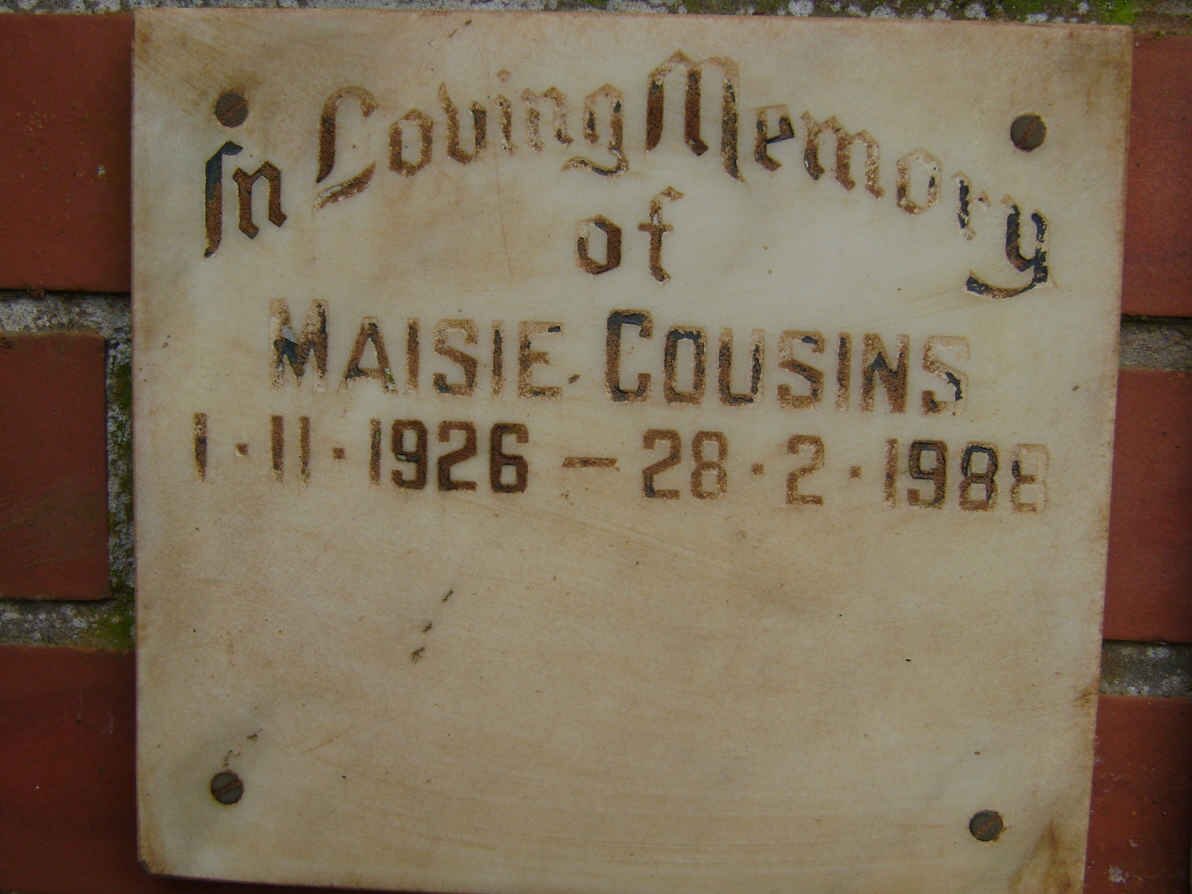 In Loving Memory
of
MAISIE COUSINS
1·11·1926 – 28·2·1988